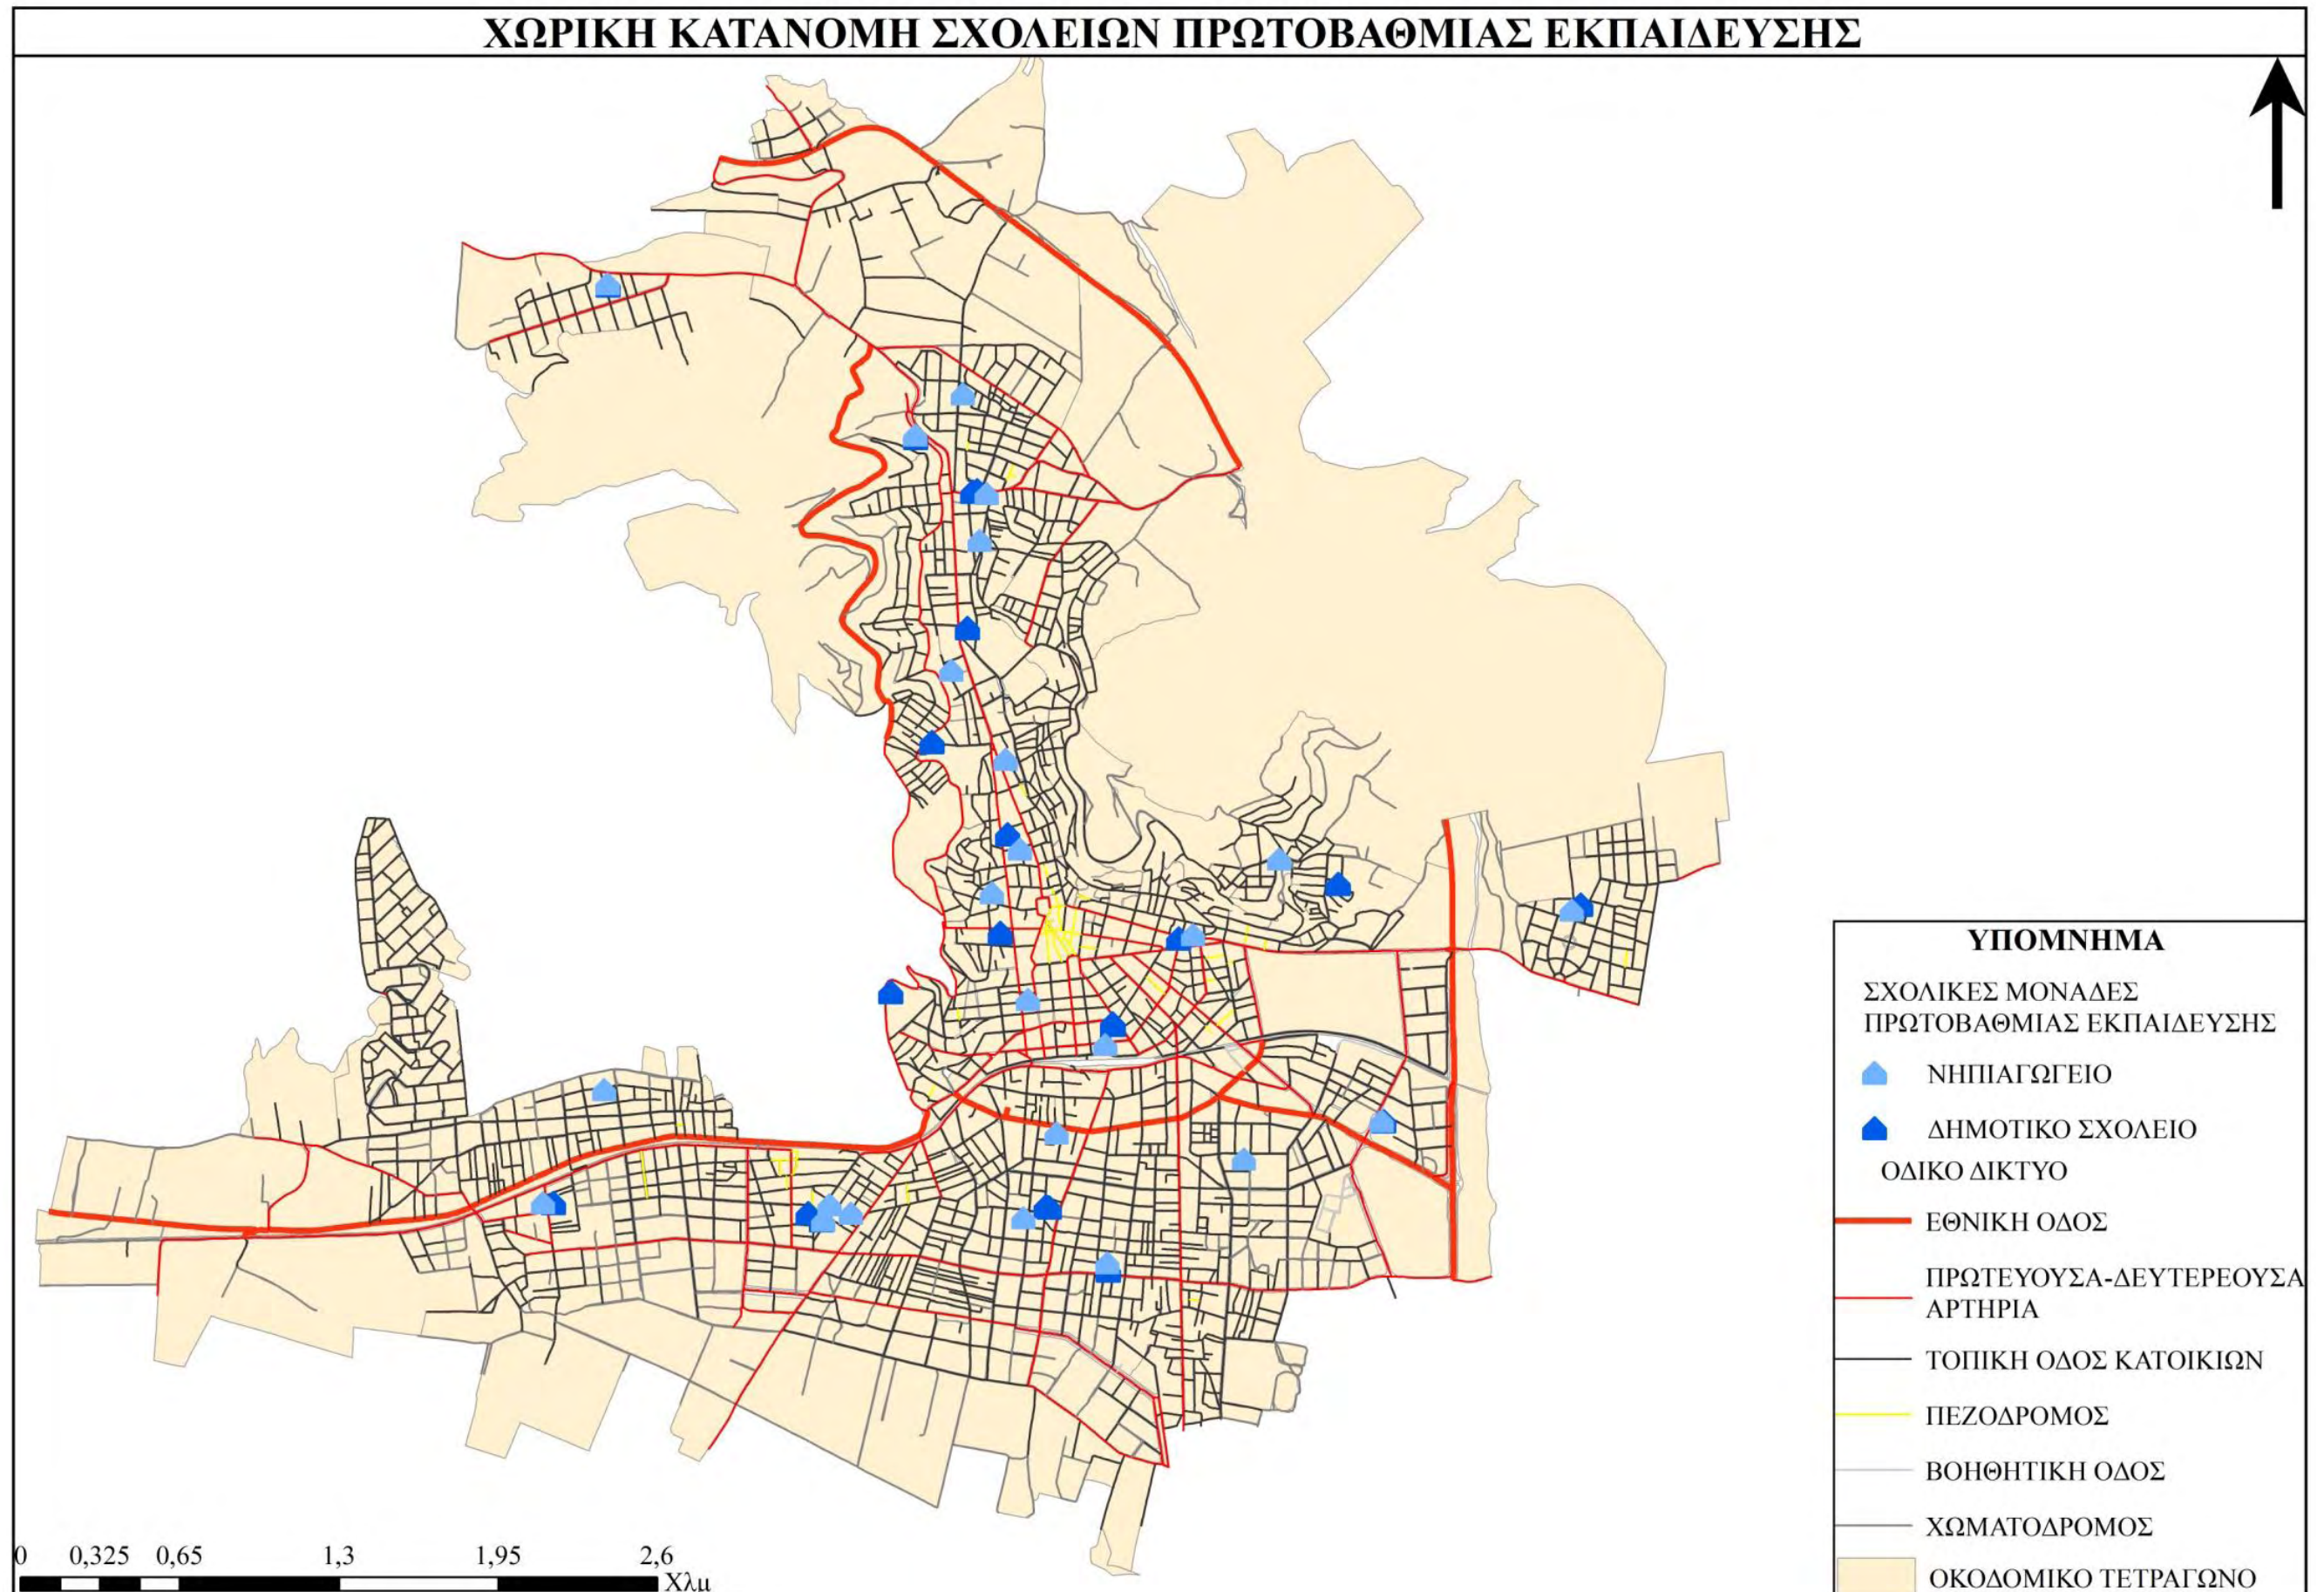 ΧΩΡΙΚΗ ΚΑΤΑΝΟΜΗ ΣΧΟΛΕΙΩΝ ΠΡΩΤΟΒΑΘΜΙΑΣ ΕΚΠΑΙΔΕΥΣΗΣ
ΥΠΟΜΝΗΜΑ
ΣΧΟΛΙΚΕΣ ΜΟΝΑΔΕΣ
ΠΡΩΤΟΒΑΘΜΙΑΣ ΕΚΠΑΙΔΕΥΣΗΣ
ΝΗΠΙΑΓΩΓΕΙΟ
ΔΗΜΟΤΙΚΟ ΣΧΟΛΕΙΟ
ΟΔΙΚΟ ΔΙΚΤΥΟ
ΕΘΝΙΚΗ ΟΔΟΣ
ΠΡΩΤΕΥΟΥΣΑ-ΔΕΥΤΕΡΕΟΥΣΑ
ΑΡΤΗΡΙΑ
ΤΟΠΙΚΗ ΟΔΟΣ ΚΑΤΟΙΚΙΩΝ
ΠΕΖΟΔΡΟΜΟΣ
ΒΟΗΘΗΤΙΚΗ ΟΔΟΣ
ΧΩΜΑΤΟΔΡΟΜΟΣ
ΟΚΟΔΟΜΙΚΟ ΤΕΤΡΑΓΩΝΟ
0 0,325 0,65 1,3 1,95 2,6
Χλμ